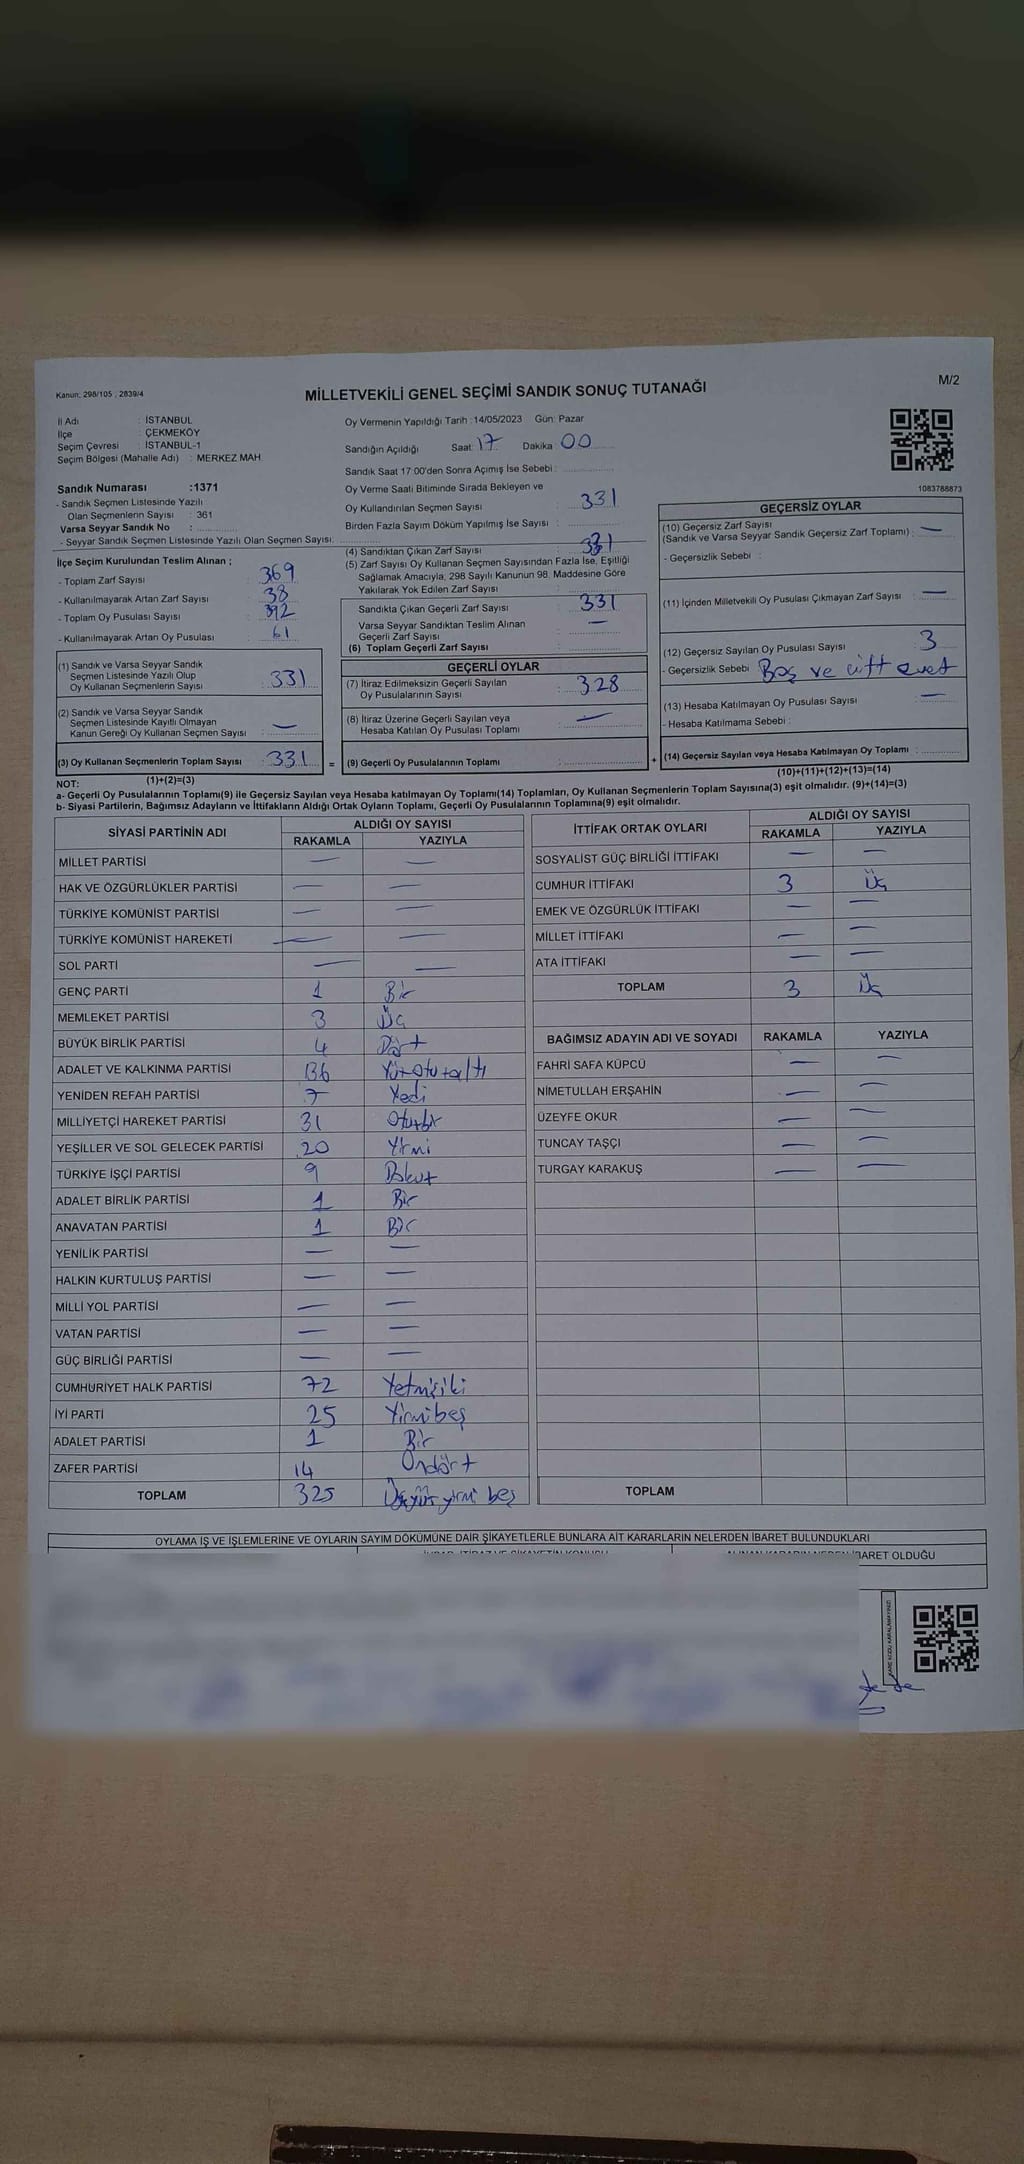 Kanun: 298/105 , 2839/4
MİLLETVEKİLİ GENEL SEÇİMİ SANDIK SONUÇ TUTANAĞI
M/2
İl Adı : İSTANBUL
İlçe : ÇEKMEKÖY
Seçim Çevresi : İSTANBUL-1
Seçim Bölgesi (Mahalle Adı) : MERKEZ MAH.
Sandık Numarası :1371
- Sandık Seçmen Listesinde Yazılı
Olan Seçmenlerin Sayısı : 361
Varsa Seyyar Sandık No :
- Seyyar Sandık Seçmen Listesinde Yazılı Olan Seçmen Sayısı:
Oy Vermenin Yapıldığı Tarih :14/05/2023 Gün: Pazar
Sandığın Açıldığı Saat: 17 Dakika: 00
Sandık Saat 17:00'den Sonra Açılmış İse Sebebi :
Oy Verme Saati Bitiminde Sırada Bekleyen ve
Oy Kullandırılan Seçmen Sayısı : 331
Birden Fazla Sayım Döküm Yapılmış İse Sayısı :
1083788873
İlçe Seçim Kurulundan Teslim Alınan ;
- Toplam Zarf Sayısı : 369
- Kullanılmayarak Artan Zarf Sayısı : 38
- Toplam Oy Pusulası Sayısı : 392
- Kullanılmayarak Artan Oy Pusulası : 61
(1) Sandık ve Varsa Seyyar Sandık
Seçmen Listesinde Yazılı Olup
Oy Kullanan Seçmenlerin Sayısı : 331
(2) Sandık ve Varsa Seyyar Sandık
Seçmen Listesinde Kayıtlı Olmayan
Kanun Gereği Oy Kullanan Seçmen Sayısı : —
(3) Oy Kullanan Seçmenlerin Toplam Sayısı : 331
(1)+(2)=(3)
(4) Sandıktan Çıkan Zarf Sayısı : 331
(5) Zarf Sayısı Oy Kullanan Seçmen Sayısından Fazla İse, Eşitliği
Sağlamak Amacıyla; 298 Sayılı Kanunun 98. Maddesine Göre
Yakılarak Yok Edilen Zarf Sayısı :
Sandıkta Çıkan Geçerli Zarf Sayısı : 331
Varsa Seyyar Sandıktan Teslim Alınan
Geçerli Zarf Sayısı : —
(6) Toplam Geçerli Zarf Sayısı :
GEÇERLİ OYLAR
(7) İtiraz Edilmeksizin Geçerli Sayılan
Oy Pusulalarının Sayısı : 328
(8) İtiraz Üzerine Geçerli Sayılan veya
Hesaba Katılan Oy Pusulası Toplamı : —
= (9) Geçerli Oy Pusulalarının Toplamı :
GEÇERSİZ OYLAR
(10) Geçersiz Zarf Sayısı
(Sandık ve Varsa Seyyar Sandık Geçersiz Zarf Toplamı) : —
- Geçersizlik Sebebi :
(11) İçinden Milletvekili Oy Pusulası Çıkmayan Zarf Sayısı : —
(12) Geçersiz Sayılan Oy Pusulası Sayısı : 3
- Geçersizlik Sebebi : Boş ve çift evet
(13) Hesaba Katılmayan Oy Pusulası Sayısı : —
- Hesaba Katılmama Sebebi :
+ (14) Geçersiz Sayılan veya Hesaba Katılmayan Oy Toplamı :
(10)+(11)+(12)+(13)=(14)
NOT:
a- Geçerli Oy Pusulalarının Toplamı(9) ile Geçersiz Sayılan veya Hesaba katılmayan Oy Toplamı(14) Toplamları, Oy Kullanan Seçmenlerin Toplam Sayısına(3) eşit olmalıdır. (9)+(14)=(3)
b- Siyasi Partilerin, Bağımsız Adayların ve İttifakların Aldığı Ortak Oyların Toplamı, Geçerli Oy Pusulalarının Toplamına(9) eşit olmalıdır.
SİYASİ PARTİNİN ADI ALDIĞI OY SAYISI
RAKAMLA YAZIYLA
MİLLET PARTİSİ — —
HAK VE ÖZGÜRLÜKLER PARTİSİ — —
TÜRKİYE KOMÜNİST PARTİSİ — —
TÜRKİYE KOMÜNİST HAREKETİ — —
SOL PARTİ — —
GENÇ PARTİ 1 Bir
MEMLEKET PARTİSİ 3 Üç
BÜYÜK BİRLİK PARTİSİ 4 Dört
ADALET VE KALKINMA PARTİSİ 136 Yüzotuzaltı
YENİDEN REFAH PARTİSİ 7 Yedi
MİLLİYETÇİ HAREKET PARTİSİ 31 Otuzbir
YEŞİLLER VE SOL GELECEK PARTİSİ 20 Yirmi
TÜRKİYE İŞÇİ PARTİSİ 9 Dokuz
ADALET BİRLİK PARTİSİ 1 Bir
ANAVATAN PARTİSİ 1 Bir
YENİLİK PARTİSİ — —
HALKIN KURTULUŞ PARTİSİ — —
MİLLİ YOL PARTİSİ — —
VATAN PARTİSİ — —
GÜÇ BİRLİĞİ PARTİSİ — —
CUMHURİYET HALK PARTİSİ 72 Yetmişiki
İYİ PARTİ 25 Yirmibeş
ADALET PARTİSİ 1 Bir
ZAFER PARTİSİ 14 Ondört
TOPLAM 325 Üçyüz yirmi beş
İTTİFAK ORTAK OYLARI ALDIĞI OY SAYISI
RAKAMLA YAZIYLA
SOSYALİST GÜÇ BİRLİĞİ İTTİFAKI — —
CUMHUR İTTİFAKI 3 Üç
EMEK VE ÖZGÜRLÜK İTTİFAKI — —
MİLLET İTTİFAKI — —
ATA İTTİFAKI — —
TOPLAM 3 Üç
BAĞIMSIZ ADAYIN ADI VE SOYADI RAKAMLA YAZIYLA
FAHRİ SAFA KÜPCÜ — —
NİMETULLAH ERŞAHİN — —
ÜZEYFE OKUR — —
TUNCAY TAŞÇI — —
TURGAY KARAKUŞ — —
TOPLAM
OYLAMA İŞ VE İŞLEMLERİNE VE OYLARIN SAYIM DÖKÜMÜNE DAİR ŞİKAYETLERLE BUNLARA AİT KARARLARIN NELERDEN İBARET BULUNDUKLARI
İBARET OLDUĞU
KARE KODU KARALAMAYINIZ!